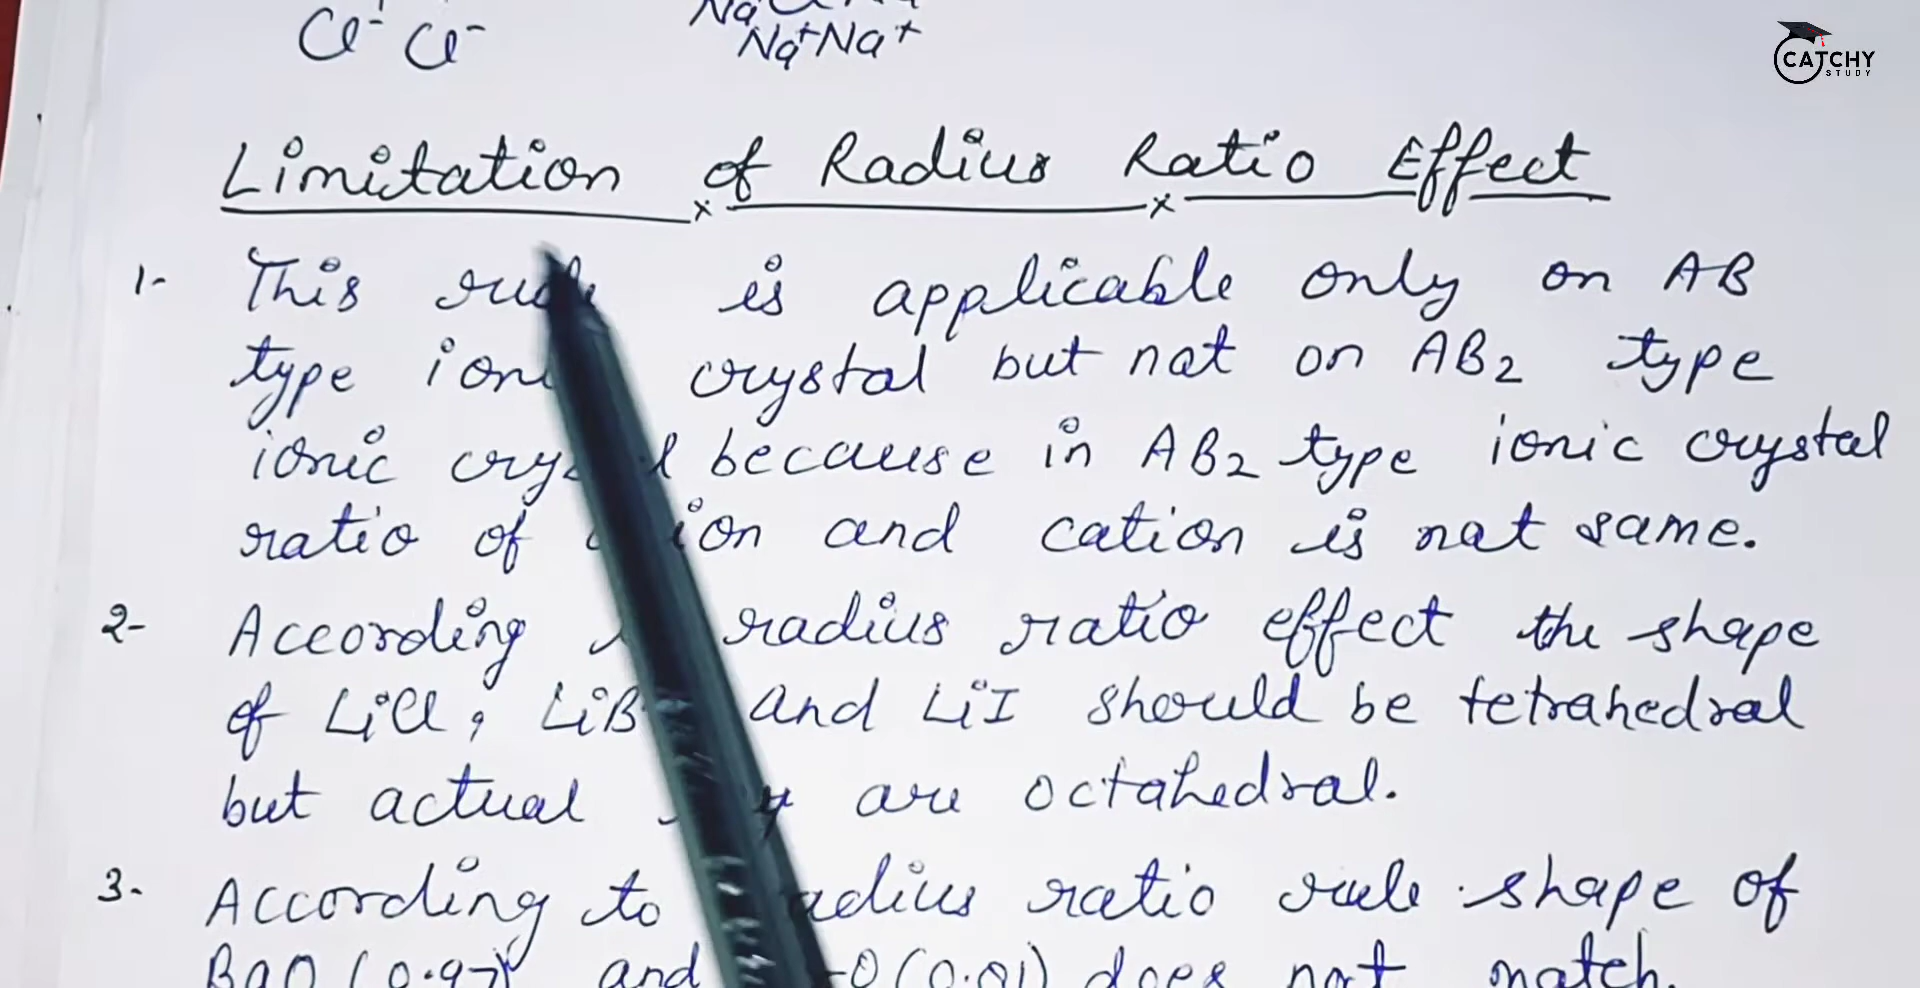 Cl⁻ Cl⁻
Na⁺Na⁺
CATCHY
STUDY
Limitation of Radius Ratio Effect
1- This is applicable only on AB
type crystal but not on AB₂ type
ionic because in AB₂ type ionic crystal
ratio of and cation is not same.
2- According radius ratio effect the shape
of LiCl, and LiI should be tetrahedral
but actual are octahedral.
3- According to ratio rule shape of
BaO (0.97) and does not match.